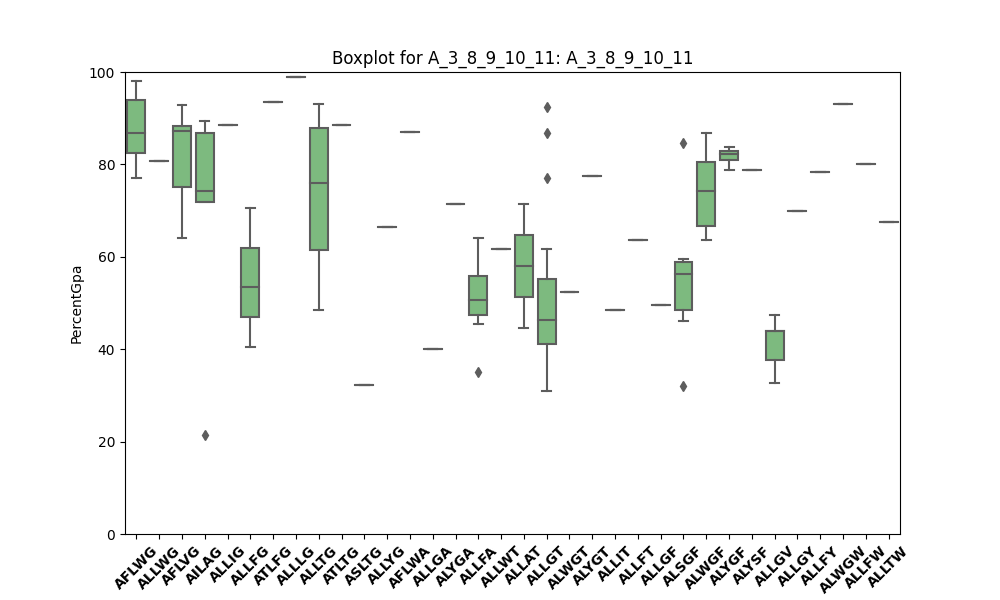 Boxplot for A_3_8_9_10_11: A_3_8_9_10_11
100
80
60
40
20
0
PercentGpa
AFLWG
ALLWG
AFLVG
AILAG
ALLIG
ALLFG
ATLFG
ALLLG
ALLTG
ATLTG
ASLTG
ALLYG
AFLWA
ALLGA
ALYGA
ALLFA
ALLWT
ALLAT
ALLGT
ALWGT
ALYGT
ALLIT
ALLFT
ALLGF
ALSGF
ALWGF
ALYGF
ALYSF
ALLGV
ALLGY
ALLFY
ALWGW
ALLFW
ALLTW